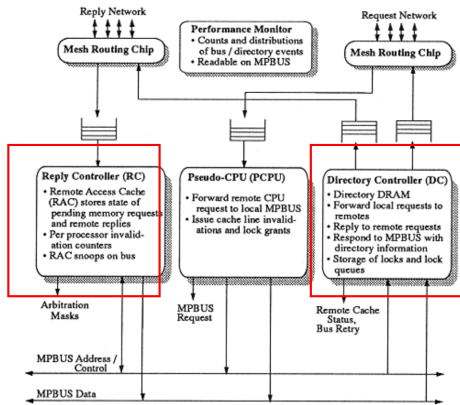 Reply Network
Request Network
Mesh Routing Chip
Performance Monitor
• Counts and distributions
of bus / directory events
• Readable on MPBUS
Mesh Routing Chip
Reply Controller (RC)
• Remote Access Cache
(RAC) stores state of
pending memory requests
and remote replies
• Per processor invalid-
ation counters
• RAC snoops on bus
Pseudo-CPU (PCPU)
• Forward remote CPU
request to local MPBUS
• Issue cache line invalid-
ations and lock grants
Directory Controller (DC)
• Directory DRAM
• Forward local requests to
remotes
• Reply to remote requests
• Respond to MPBUS with
directory information
• Storage of locks and lock
queues
Arbitration
Masks
MPBUS
Request
Remote Cache
Status,
Bus Retry
MPBUS Address /
Control
MPBUS Data